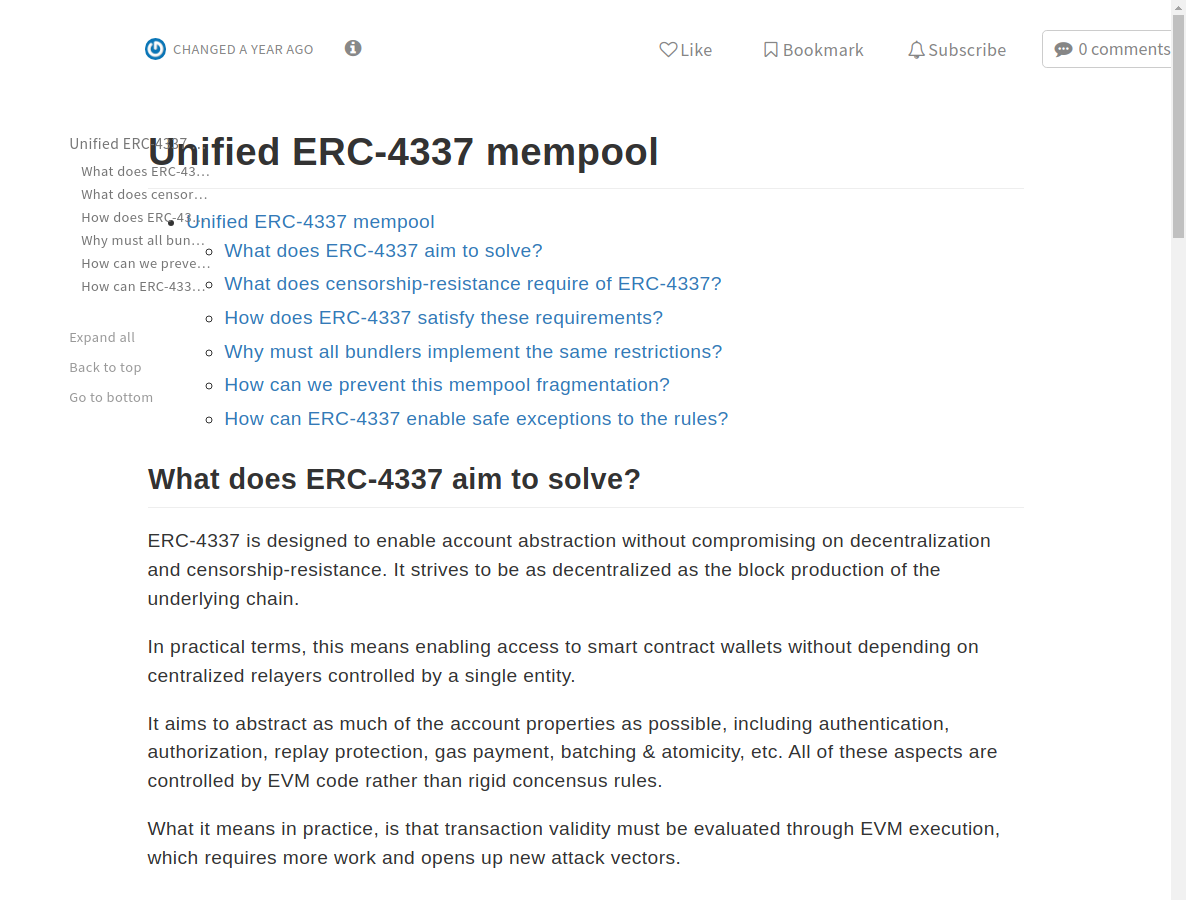 CHANGED A YEAR AGO
Like
Bookmark
Subscribe
0 comments
Unified ERC-4337 mempool
Unified ERC-4337 …
What does ERC-43…
What does censor…
How does ERC-43…
Why must all bun…
How can we preve…
How can ERC-433…
Expand all
Back to top
Go to bottom
Unified ERC-4337 mempool
What does ERC-4337 aim to solve?
What does censorship-resistance require of ERC-4337?
How does ERC-4337 satisfy these requirements?
Why must all bundlers implement the same restrictions?
How can we prevent this mempool fragmentation?
How can ERC-4337 enable safe exceptions to the rules?
What does ERC-4337 aim to solve?
ERC-4337 is designed to enable account abstraction without compromising on decentralization
and censorship-resistance. It strives to be as decentralized as the block production of the
underlying chain.
In practical terms, this means enabling access to smart contract wallets without depending on
centralized relayers controlled by a single entity.
It aims to abstract as much of the account properties as possible, including authentication,
authorization, replay protection, gas payment, batching & atomicity, etc. All of these aspects are
controlled by EVM code rather than rigid concensus rules.
What it means in practice, is that transaction validity must be evaluated through EVM execution,
which requires more work and opens up new attack vectors.